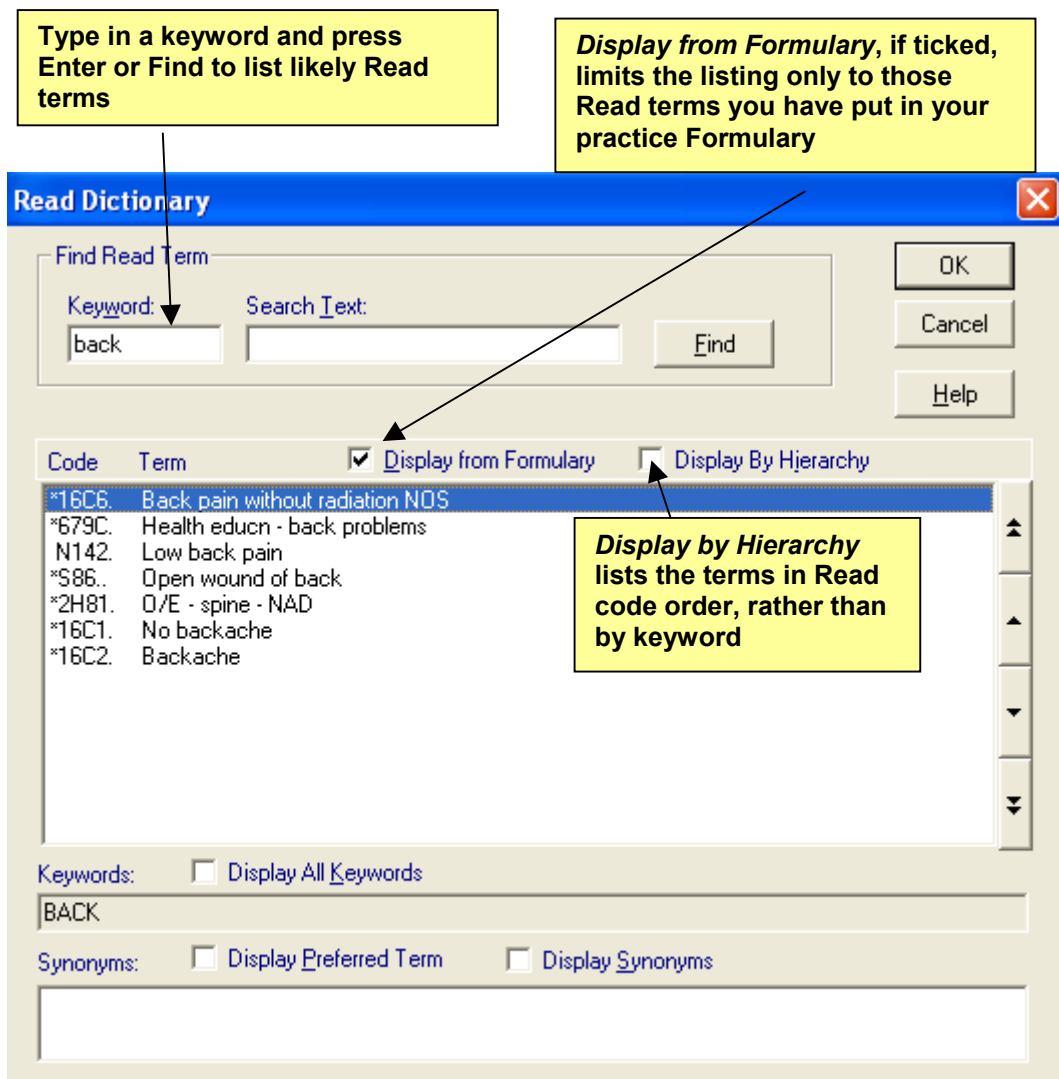 Type in a keyword and press
Enter or Find to list likely Read
terms
Display from Formulary, if ticked,
limits the listing only to those
Read terms you have put in your
practice Formulary
Read Dictionary
Find Read Term
OK
Keyword: Search Text:
back
Find
Cancel
Help
Code Term Display from Formulary Display By Hierarchy
*16C6. Back pain without radiation NOS
*679C. Health educn - back problems
N142. Low back pain
*S86.. Open wound of back
*2H81. O/E - spine - NAD
*16C1. No backache
*16C2. Backache
Display by Hierarchy
lists the terms in Read
code order, rather than
by keyword
Keywords: Display All Keywords
BACK
Synonyms: Display Preferred Term Display Synonyms